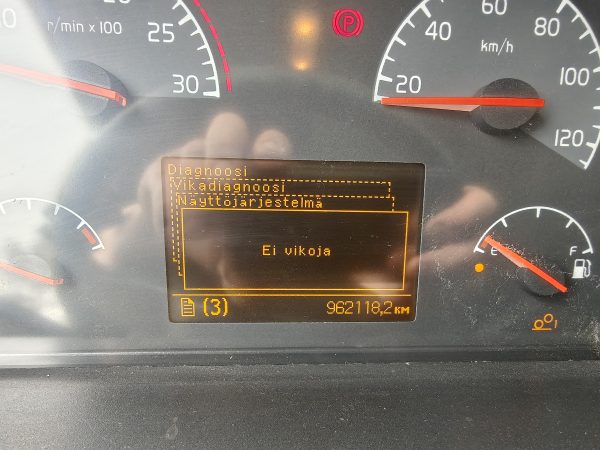 r/min x 100
25
30
P
20
40
60
80
100
120
km/h
Diagnoosi
Vikadiagnoosi
Näyttöjärjestelmä
Ei vikoja
(3)
962118,2 KM
E
F
1